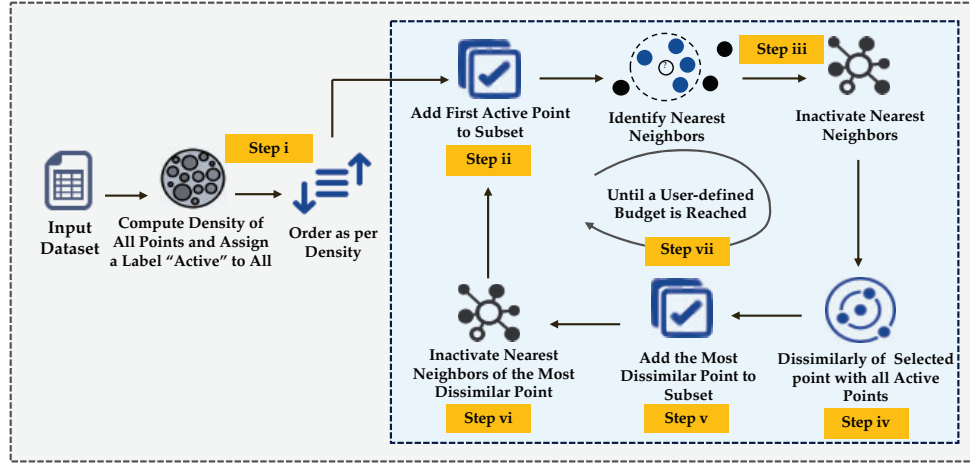 Input
Dataset
Compute Density of
All Points and Assign
a Label “Active” to All
Step i
Order as per
Density
Add First Active Point
to Subset
Step ii
?
Identify Nearest
Neighbors
Step iii
Inactivate Nearest
Neighbors
Dissimilarly of Selected
point with all Active
Points
Step iv
Add the Most
Dissimilar Point to
Subset
Step v
Inactivate Nearest
Neighbors of the Most
Dissimilar Point
Step vi
Until a User-defined
Budget is Reached
Step vii